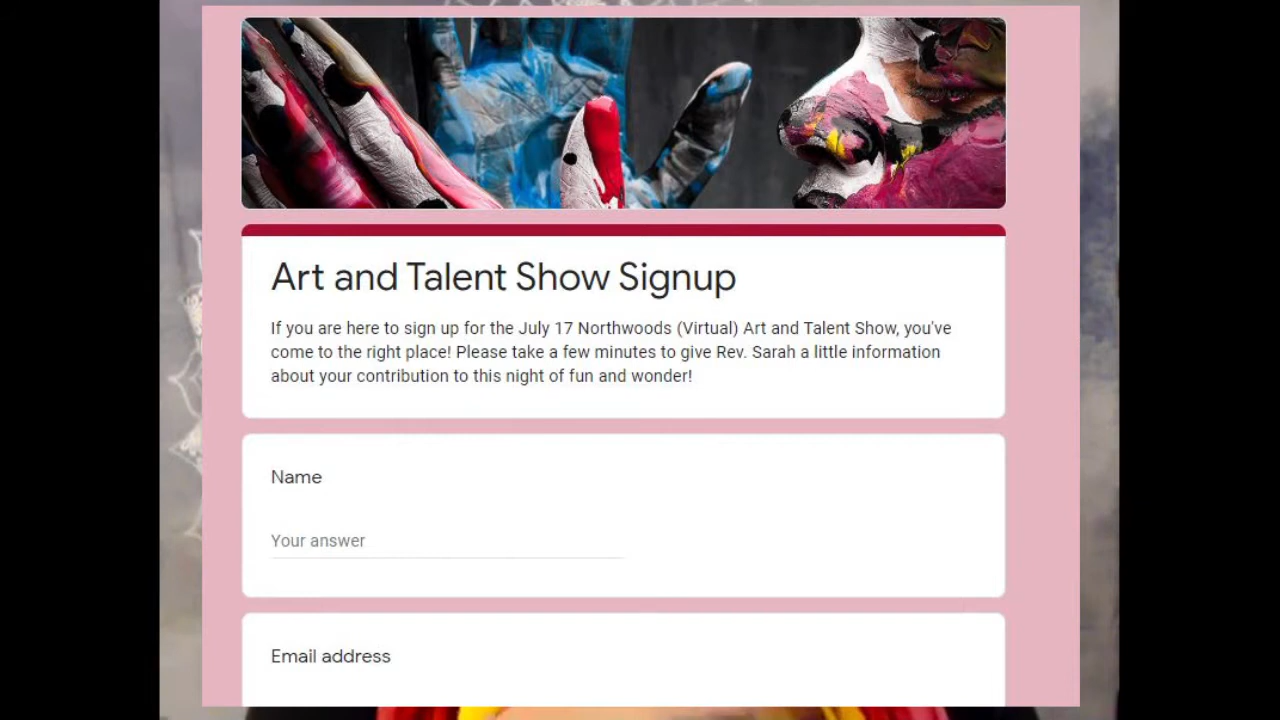 Art and Talent Show Signup
If you are here to sign up for the July 17 Northwoods (Virtual) Art and Talent Show, you've
come to the right place! Please take a few minutes to give Rev. Sarah a little information
about your contribution to this night of fun and wonder!
Name
Your answer
Email address